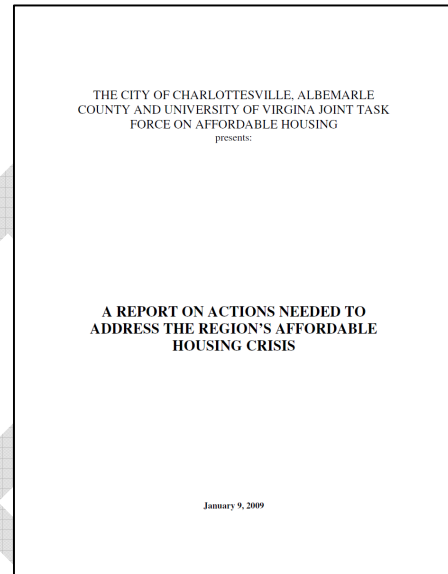 THE CITY OF CHARLOTTESVILLE, ALBEMARLE
COUNTY AND UNIVERSITY OF VIRGINA JOINT TASK
FORCE ON AFFORDABLE HOUSING
presents:
A REPORT ON ACTIONS NEEDED TO
ADDRESS THE REGION'S AFFORDABLE
HOUSING CRISIS
January 9, 2009